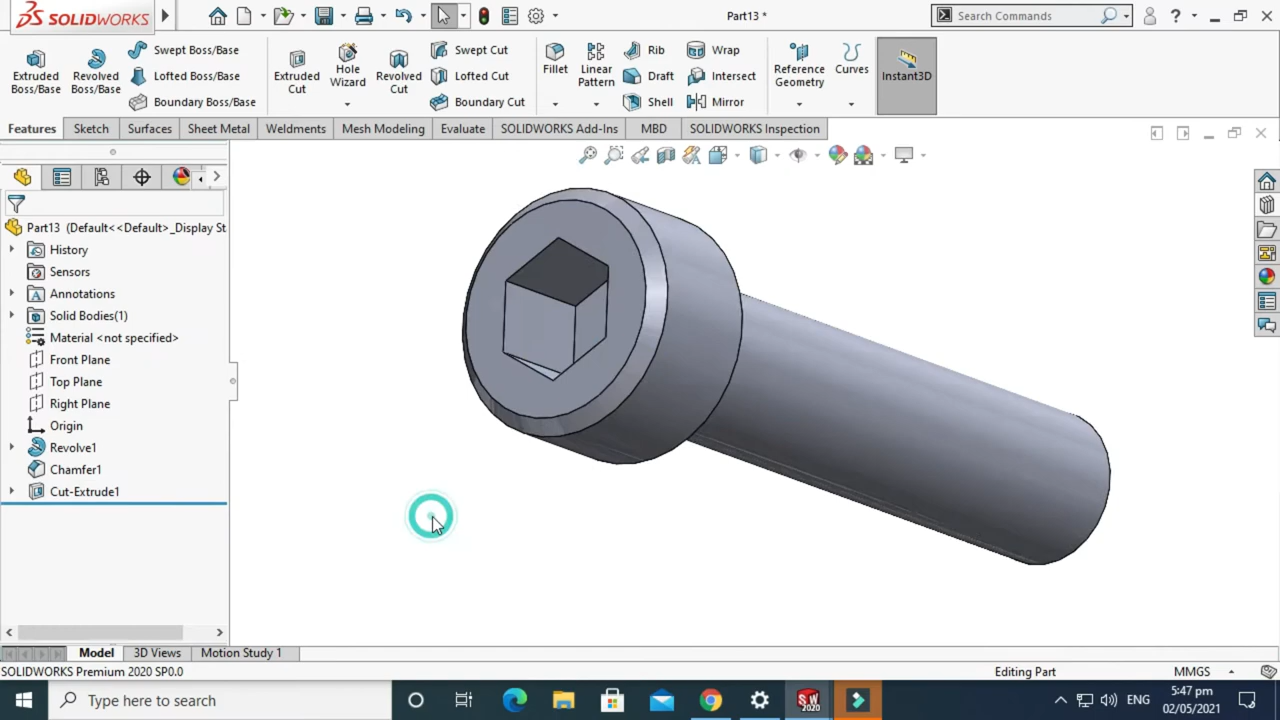 SOLIDWORKS
Part13 *
Search Commands
Extruded Boss/Base
Revolved Boss/Base
Swept Boss/Base
Lofted Boss/Base
Boundary Boss/Base
Extruded Cut
Hole Wizard
Revolved Cut
Swept Cut
Lofted Cut
Boundary Cut
Fillet
Linear Pattern
Rib
Draft
Shell
Wrap
Intersect
Mirror
Reference Geometry
Curves
Instant3D
Features
Sketch
Surfaces
Sheet Metal
Weldments
Mesh Modeling
Evaluate
SOLIDWORKS Add-Ins
MBD
SOLIDWORKS Inspection
Part13 (Default<<Default>_Display St
History
Sensors
Annotations
Solid Bodies(1)
Material <not specified>
Front Plane
Top Plane
Right Plane
Origin
Revolve1
Chamfer1
Cut-Extrude1
Model
3D Views
Motion Study 1
SOLIDWORKS Premium 2020 SP0.0
Editing Part
MMGS
Type here to search
SW
2020
ENG
5:47 pm
02/05/2021